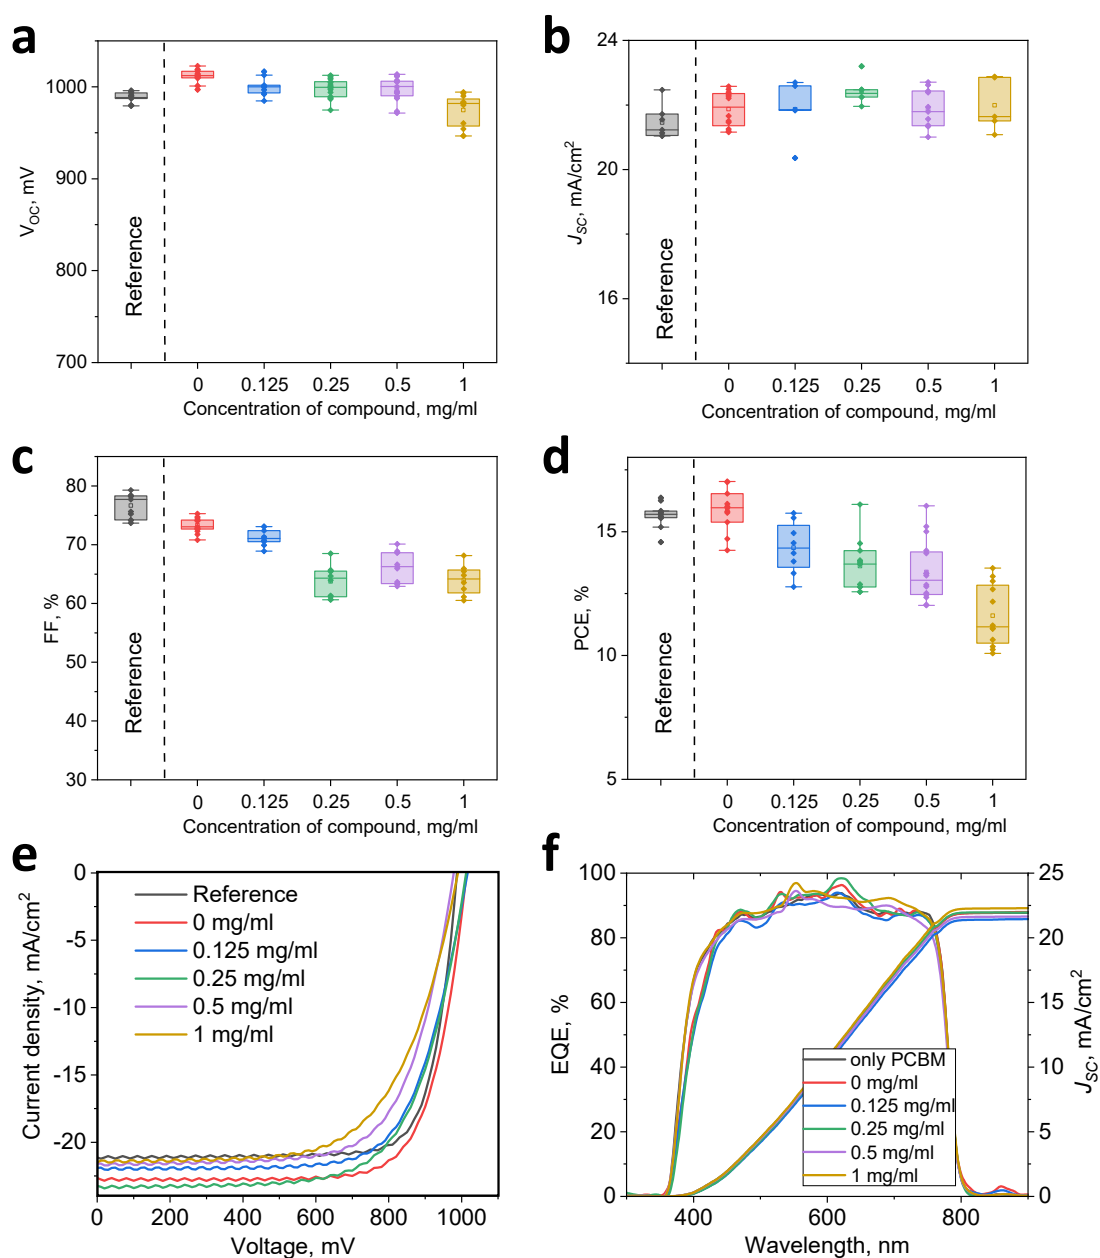 a
1000
900
800
700
V_OC, mV
Reference
0
0.125
0.25
0.5
1
Concentration of compound, mg/ml
b
24
20
16
J_SC, mA/cm²
Reference
0
0.125
0.25
0.5
1
Concentration of compound, mg/ml
c
80
70
60
50
40
30
FF, %
Reference
0
0.125
0.25
0.5
1
Concentration of compound, mg/ml
d
15
10
5
PCE, %
Reference
0
0.125
0.25
0.5
1
Concentration of compound, mg/ml
e
0
-5
-10
-15
-20
Current density, mA/cm²
Reference
0 mg/ml
0.125 mg/ml
0.25 mg/ml
0.5 mg/ml
1 mg/ml
0
200
400
600
800
1000
Voltage, mV
f
100
80
60
40
20
0
EQE, %
25
20
15
10
5
0
J_SC, mA/cm²
only PCBM
0 mg/ml
0.125 mg/ml
0.25 mg/ml
0.5 mg/ml
1 mg/ml
400
600
800
Wavelength, nm